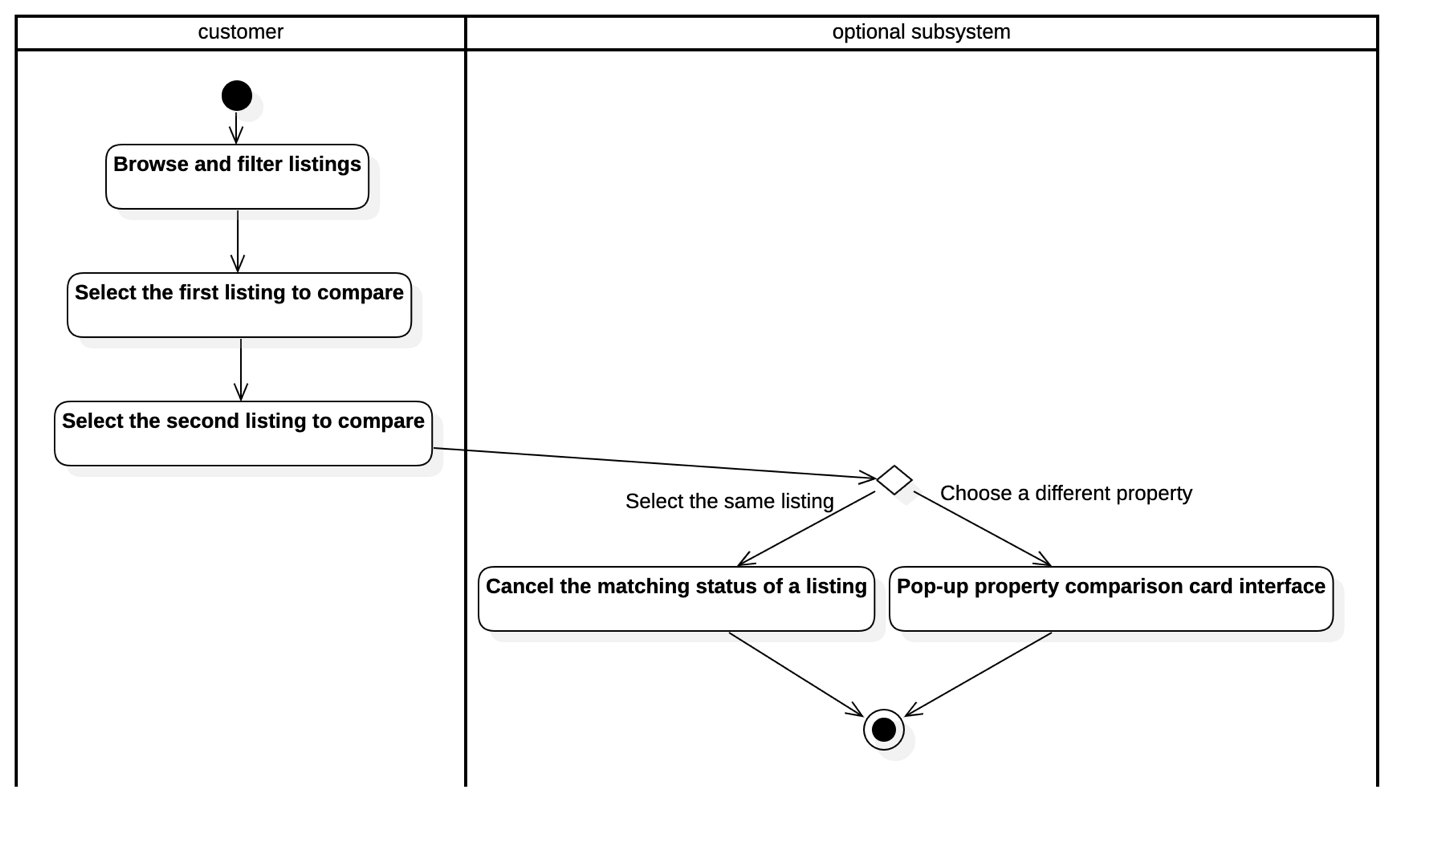 customer
optional subsystem
Browse and filter listings
Select the first listing to compare
Select the second listing to compare
Select the same listing
Choose a different property
Cancel the matching status of a listing
Pop-up property comparison card interface